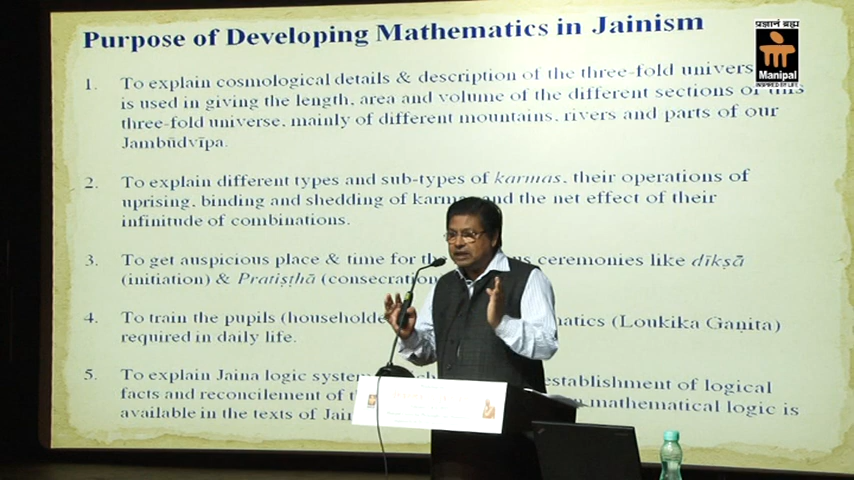 Purpose of Developing Mathematics in Jainism
प्रज्ञानं ब्रह्म
Manipal
INSPIRED BY LIFE
1. To explain cosmological details & description of the three-fold univers
is used in giving the length, area and volume of the different sections of this
three-fold universe, mainly of different mountains, rivers and parts of our
Jambūdvīpa.
2. To explain different types and sub-types of karmas, their operations of
uprising, binding and shedding of karma and the net effect of their
infinitude of combinations.
3. To get auspicious place & time for the us ceremonies like dīkṣā
(initiation) & Pratiṣṭhā (consecration
4. To train the pupils (householde matics (Loukika Gaṇita)
required in daily life.
5. To explain Jaina logic system establishment of logical
facts and reconcilement of mathematical logic is
available in the texts of Jain